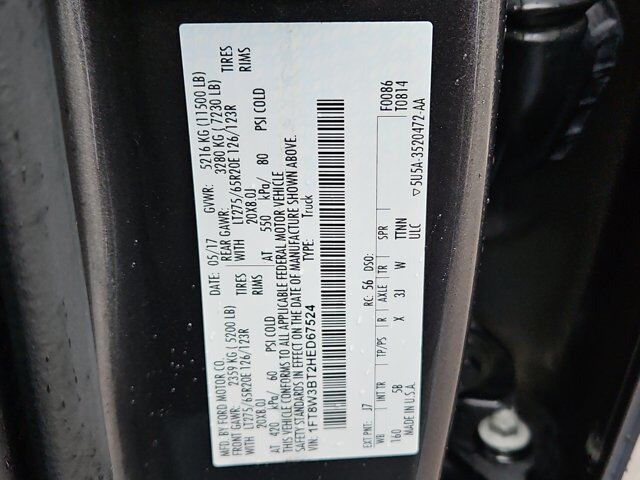 MFD. BY FORD MOTOR CO.
DATE: 05/17 GVWR: 5216 KG (11500 LB)
FRONT GAWR: 2359 KG ( 5200 LB) REAR GAWR: 3280 KG ( 7230 LB)
WITH LT275/65R20E 126/123R TIRES WITH LT275/65R20E 126/123R TIRES
20X8.0J RIMS 20X8.0J RIMS
AT 420 kPa/ 60 PSI COLD AT 550 kPa/ 80 PSI COLD
THIS VEHICLE CONFORMS TO ALL APPLICABLE FEDERAL MOTOR VEHICLE
SAFETY STANDARDS IN EFFECT ON THE DATE OF MANUFACTURE SHOWN ABOVE.
VIN: 1FT8W3BT2HED67524
TYPE: Truck
F0086
T0814
EXT PNT: J7 RC: 56 DSO:
WB INT TR TP/PS R AXLE TR SPR
160 5B X 3J W TTNN
MADE IN U.S.A. ULC
▽5U5A-3520472-AA